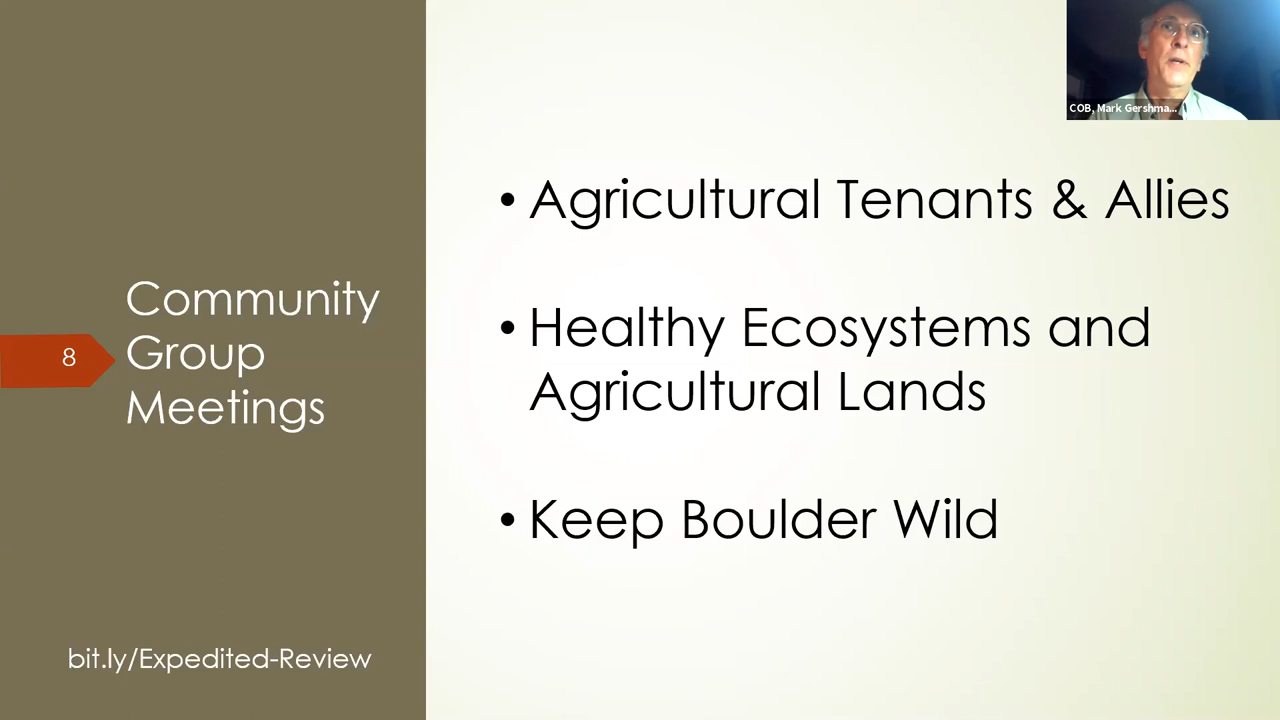 COB, Mark Gershma...
• Agricultural Tenants & Allies
• Healthy Ecosystems and
Agricultural Lands
• Keep Boulder Wild
Community
Group
Meetings
8
bit.ly/Expedited-Review